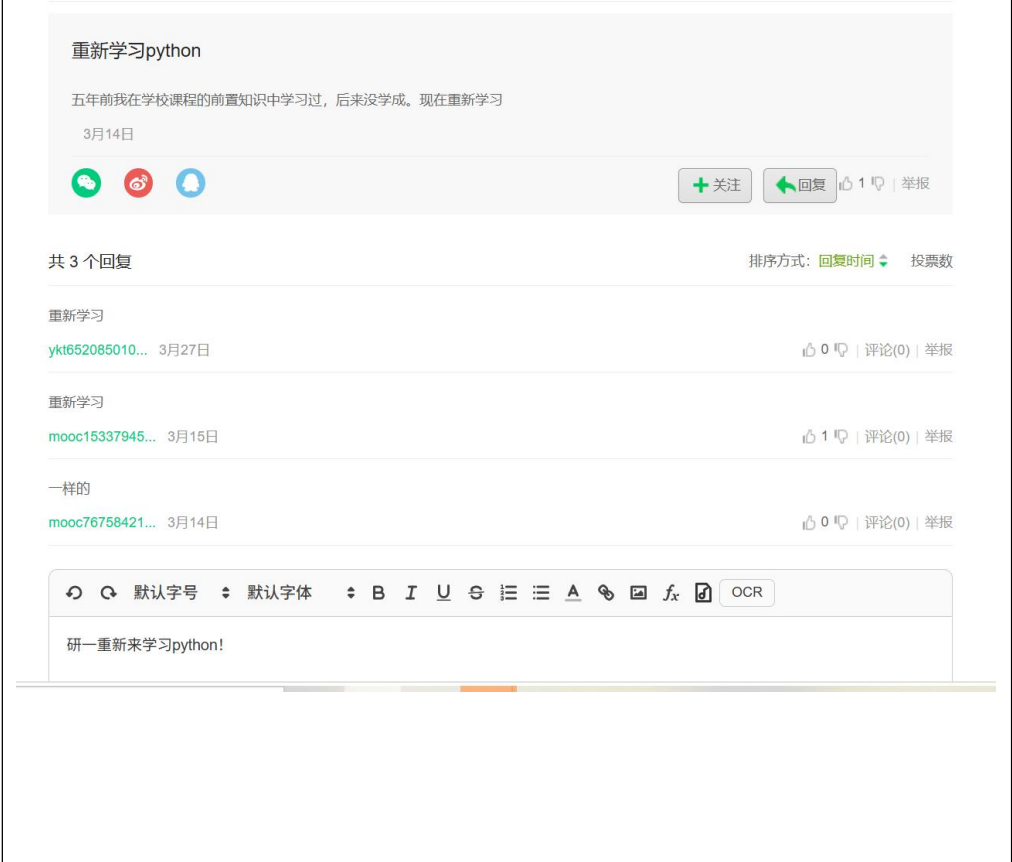 重新学习python
五年前我在学校课程的前置知识中学习过，后来没学成。现在重新学习
3月14日
关注 回复 1 | 举报
共 3 个回复 排序方式：回复时间 投票数
重新学习
ykt652085010... 3月27日 0 | 评论(0) | 举报
重新学习
mooc15337945... 3月15日 1 | 评论(0) | 举报
一样的
mooc76758421... 3月14日 0 | 评论(0) | 举报
默认字号 默认字体 B I U S A fx OCR
研一重新来学习python！